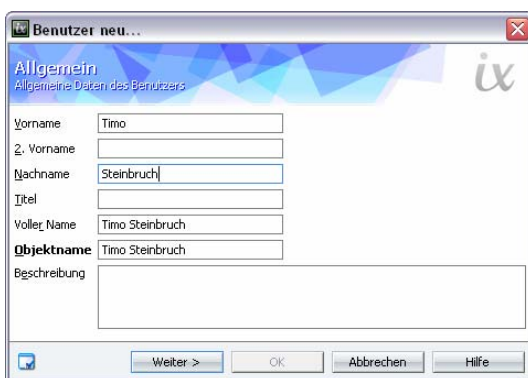 ix Benutzer neu...
Allgemein
Allgemeine Daten des Benutzers
ix
Vorname Timo
2. Vorname
Nachname Steinbruch
Titel
Voller Name Timo Steinbruch
Objektname Timo Steinbruch
Beschreibung
Weiter > OK Abbrechen Hilfe